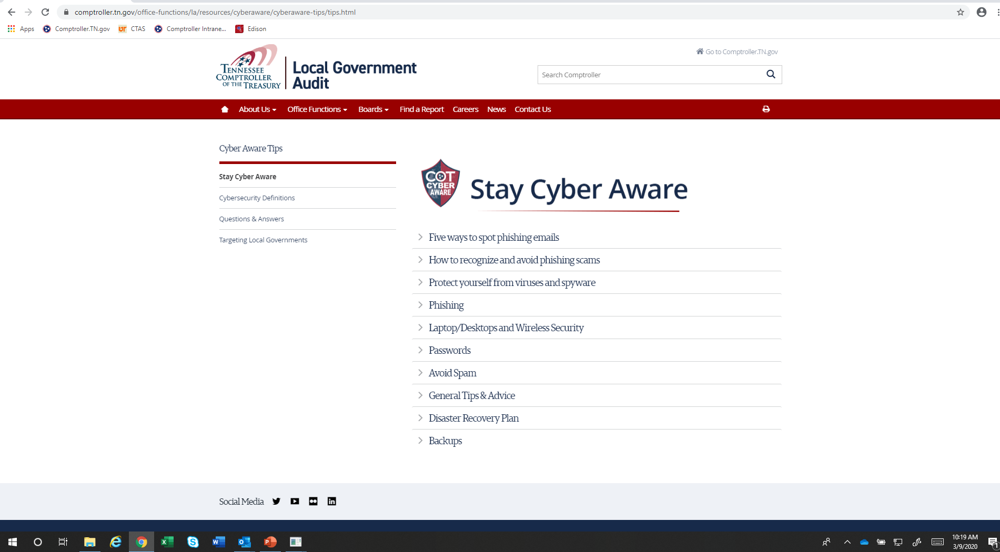 comptroller.tn.gov/office-functions/la/resources/cyberaware/cyberaware-tips/tips.html
Apps Comptroller.TN.gov CTAS Comptroller Intrane... Edison
TENNESSEE
COMPTROLLER
OF THE TREASURY
Local Government
Audit
Go to Comptroller.TN.gov
Search Comptroller
About Us Office Functions Boards Find a Report Careers News Contact Us
Cyber Aware Tips
Stay Cyber Aware
Cybersecurity Definitions
Questions & Answers
Targeting Local Governments
COT
CYBER
AWARE
Stay Cyber Aware
Five ways to spot phishing emails
How to recognize and avoid phishing scams
Protect yourself from viruses and spyware
Phishing
Laptop/Desktops and Wireless Security
Passwords
Avoid Spam
General Tips & Advice
Disaster Recovery Plan
Backups
Social Media
10:19 AM
3/9/2020
1